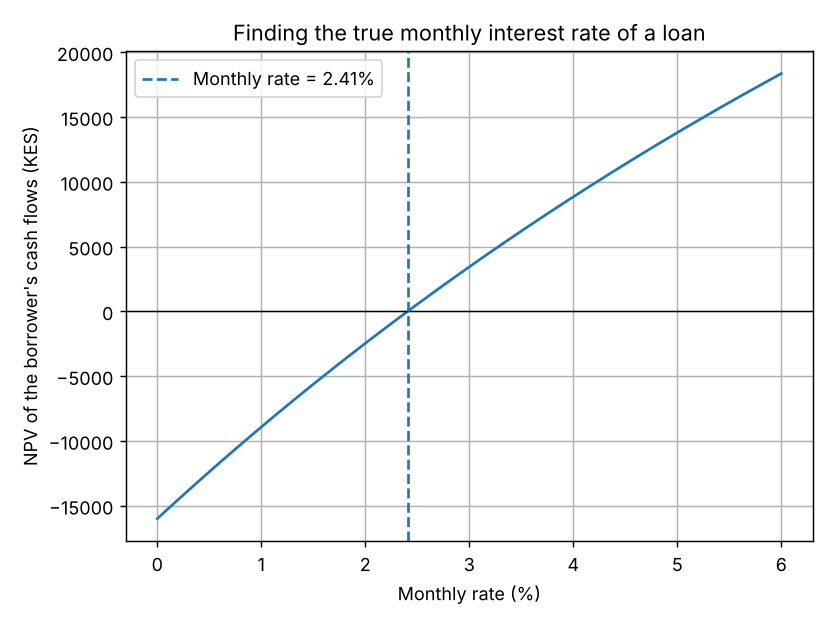 Finding the true monthly interest rate of a loan
Monthly rate = 2.41%
NPV of the borrower's cash flows (KES)
20000
15000
10000
5000
0
−5000
−10000
−15000
0 1 2 3 4 5 6
Monthly rate (%)